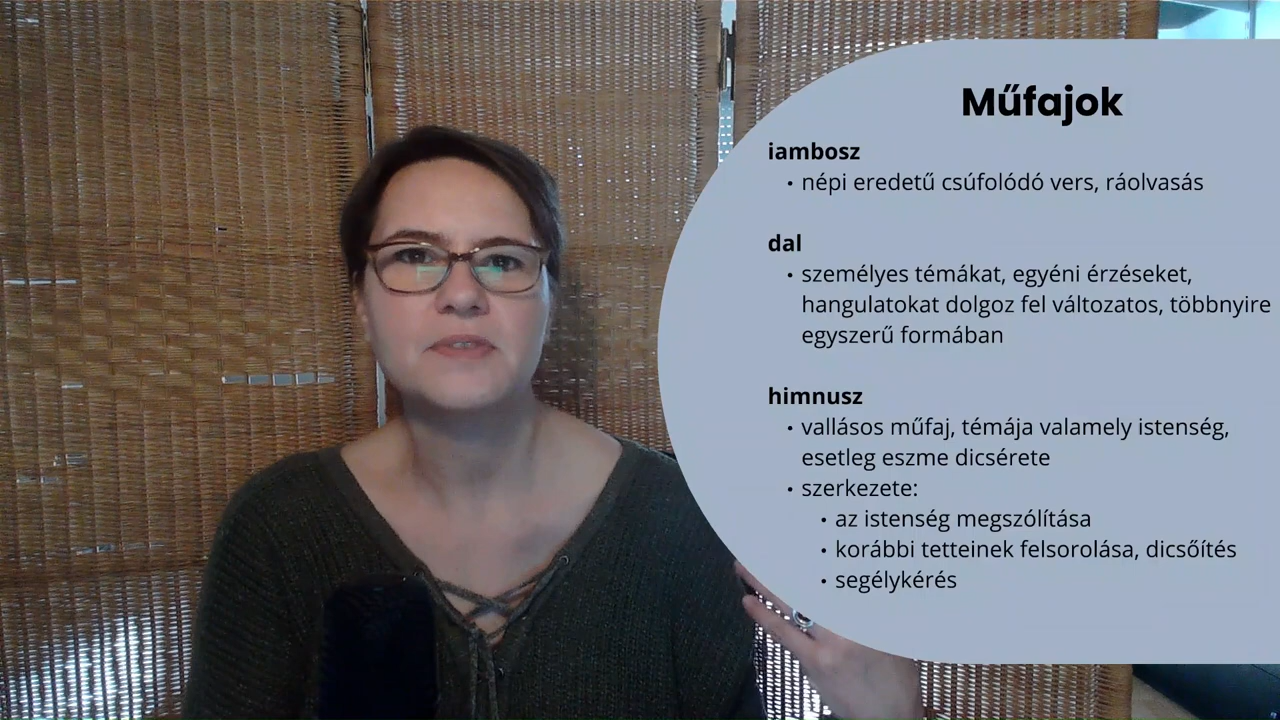 Műfajok
iambosz
• népi eredetű csúfolódó vers, ráolvasás
dal
• személyes témákat, egyéni érzéseket,
hangulatokat dolgoz fel változatos, többnyire
egyszerű formában
himnusz
• vallásos műfaj, témája valamely istenség,
esetleg eszme dicsérete
• szerkezete:
• az istenség megszólítása
• korábbi tetteinek felsorolása, dicsőítés
• segélykérés